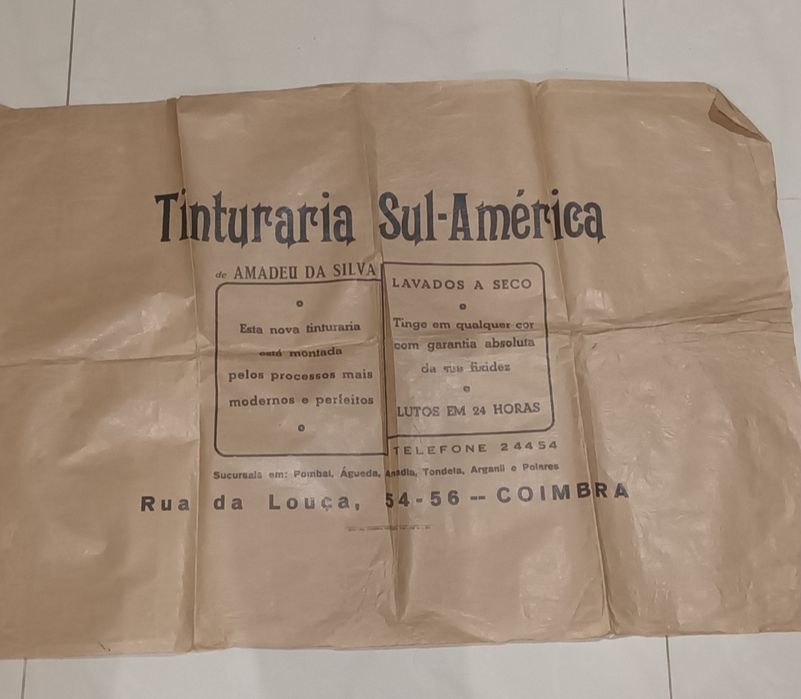 Tinturaria Sul-América
de AMADEU DA SILVA
o
Esta nova tinturaria
está montada
pelos processos mais
modernos e perfeitos
o
LAVADOS A SECO
o
Tinge em qualquer cor
com garantia absoluta
da sua fixidez
o
LUTOS EM 24 HORAS
TELEFONE 24454
Sucursais em: Pombal, Águeda, Anadia, Tondela, Arganil e Poiares
Rua da Louça, 54-56 -- COIMBRA